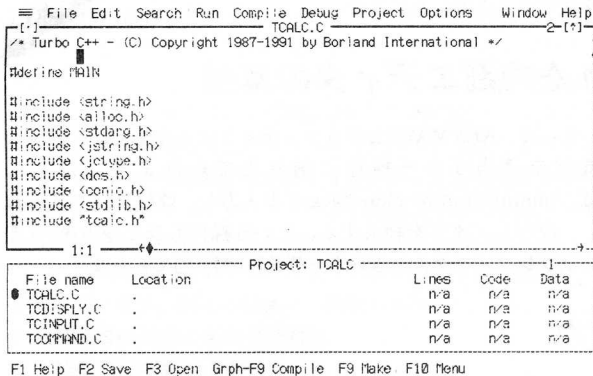 ≡ File Edit Search Run Compile Debug Project Options Window Help
[·] TCALC.C 2-[↑]
/* Turbo C++ - (C) Copyright 1987-1991 by Borland International */
#define MAIN
#include <string.h>
#include <alloc.h>
#include <stdarg.h>
#include <jstring.h>
#include <jctype.h>
#include <dos.h>
#include <conio.h>
#include <stdlib.h>
#include "tcalc.h"
1:1
Project: TCALC 1
File name Location Lines Code Data
TCALC.C . n/a n/a n/a
TCDISPLY.C . n/a n/a n/a
TCINPUT.C . n/a n/a n/a
TCOMMAND.C . n/a n/a n/a
F1 Help F2 Save F3 Open Grph-F9 Compile F9 Make F10 Menu